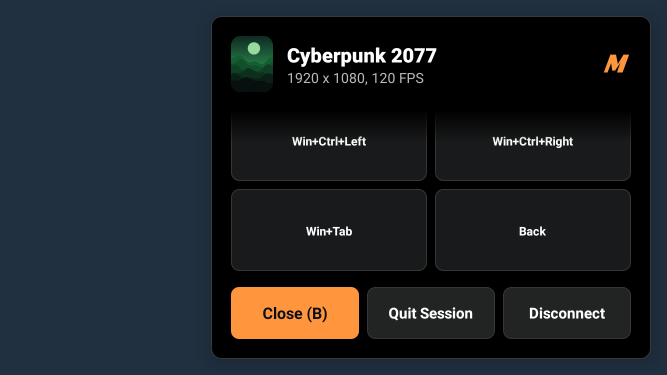 Cyberpunk 2077
1920 x 1080, 120 FPS
Win+Ctrl+Left
Win+Ctrl+Right
Win+Tab
Back
Close (B)
Quit Session
Disconnect